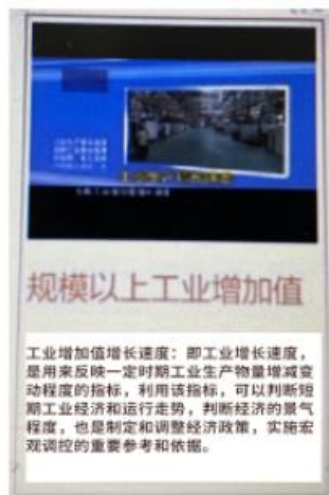 规模以上工业增加值
工业增加值增长速度：即工业增长速度，
是用来反映一定时期工业生产物量增减变
动程度的指标，利用该指标，可以判断短
期工业经济和运行走势，判断经济的景气
程度，也是制定和调整经济政策，实施宏
观调控的重要参考和依据。